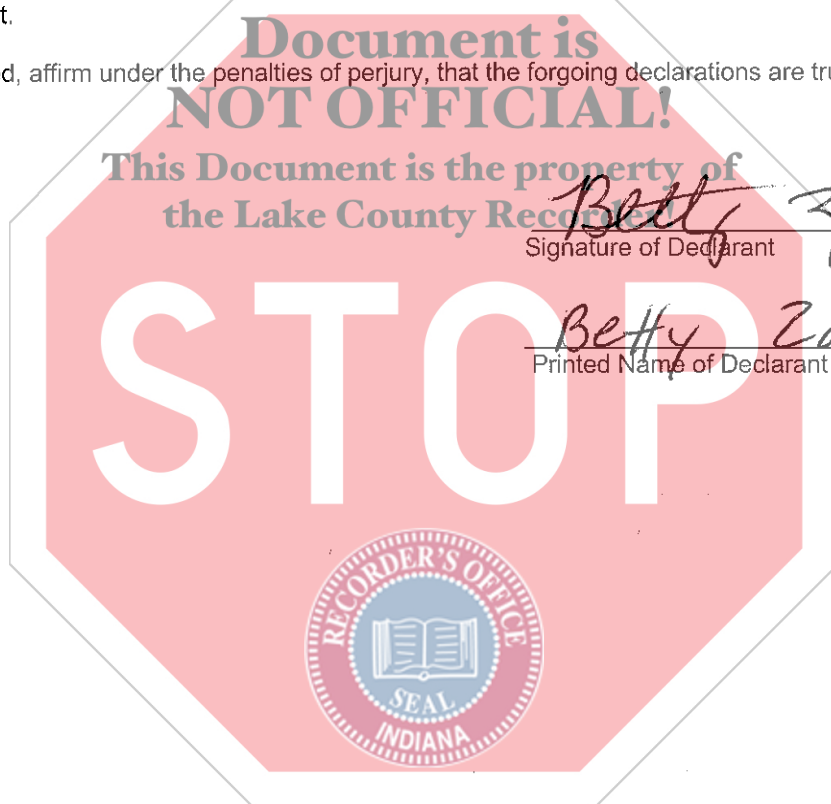 t.
Document is
d, affirm under the penalties of perjury, that the forgoing declarations are tru
NOT OFFICIAL!
This Document is the property of
the Lake County Recorder!
Betty
Signature of Declarant
Betty
Printed Name of Declarant
STOP
RECORDER'S OFFICE
SEAL
INDIANA